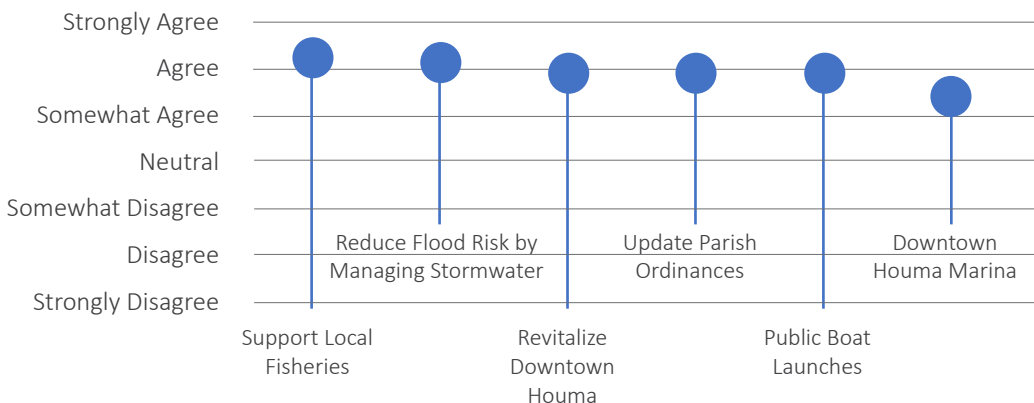 Strongly Agree
Agree
Somewhat Agree
Neutral
Somewhat Disagree
Disagree
Strongly Disagree
Support Local
Fisheries
Reduce Flood Risk by
Managing Stormwater
Revitalize
Downtown
Houma
Update Parish
Ordinances
Public Boat
Launches
Downtown
Houma Marina